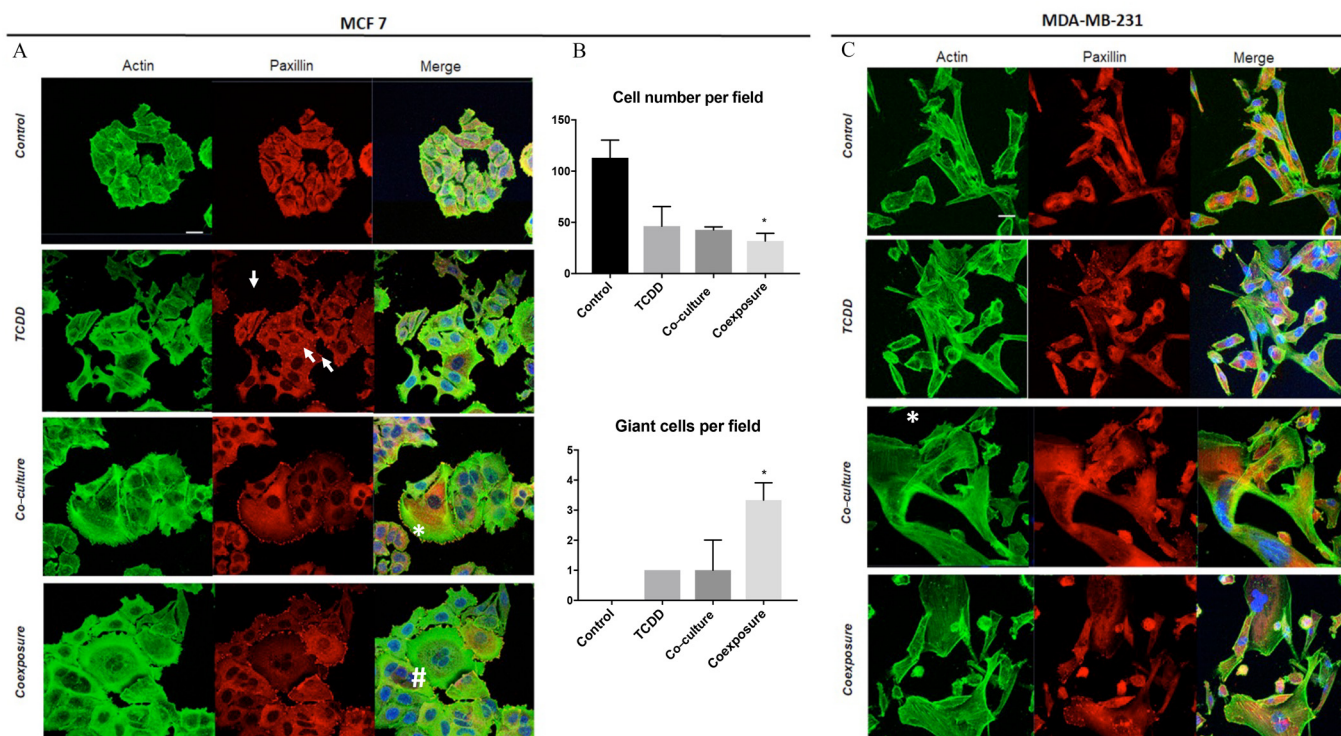 MCF 7
MDA-MB-231
A
Actin
Paxillin
Merge
Control
TCDD
Co-culture
*
Coexposure
#
B
Cell number per field
150
100
50
0
*
Control
TCDD
Co-culture
Coexposure
Giant cells per field
5
4
3
2
1
0
*
Control
TCDD
Co-culture
Coexposure
C
Actin
Paxillin
Merge
Control
TCDD
Co-culture
*
Coexposure